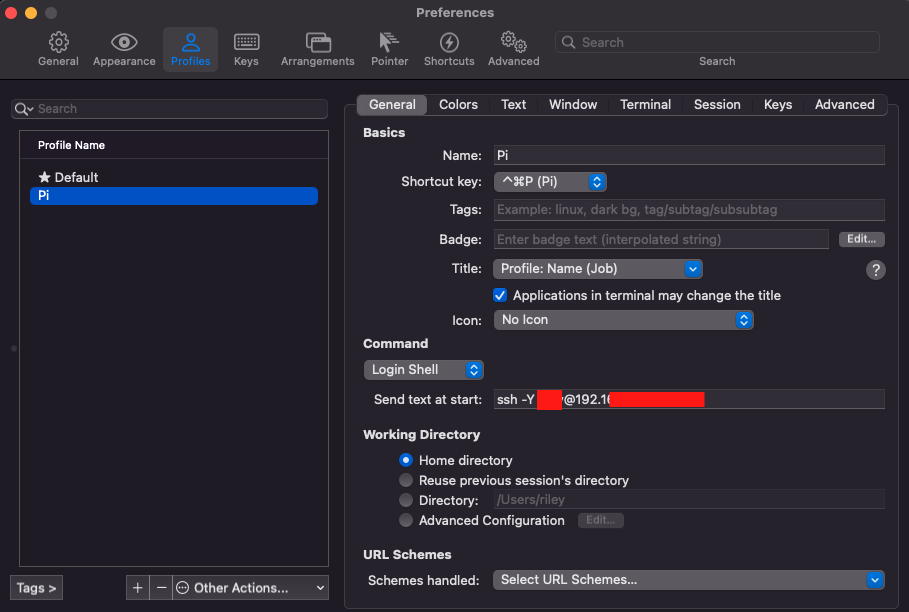 Preferences
General Appearance Profiles Keys Arrangements Pointer Shortcuts Advanced
Search
Search
Search
Profile Name
★ Default
Pi
Tags >
+ − Other Actions...
General Colors Text Window Terminal Session Keys Advanced
Basics
Name: Pi
Shortcut key: ^⌘P (Pi)
Tags: Example: linux, dark bg, tag/subtag/subsubtag
Badge: Enter badge text (interpolated string) Edit...
Title: Profile: Name (Job) ?
Applications in terminal may change the title
Icon: No Icon
Command
Login Shell
Send text at start: ssh -Y @192.1
Working Directory
Home directory
Reuse previous session's directory
Directory: /Users/riley
Advanced Configuration Edit...
URL Schemes
Schemes handled: Select URL Schemes...